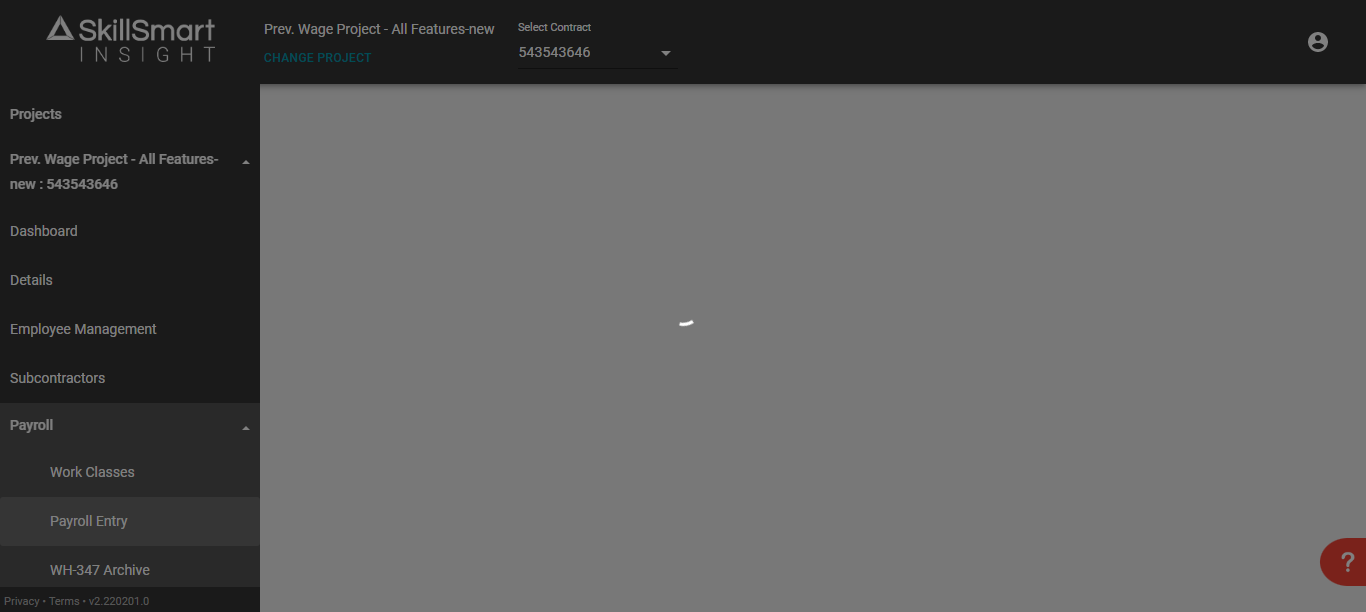 SkillSmart
INSIGHT
Prev. Wage Project - All Features-new
CHANGE PROJECT
Select Contract
543543646
Projects
Prev. Wage Project - All Features-
new : 543543646
Dashboard
Details
Employee Management
Subcontractors
Payroll
Work Classes
Payroll Entry
WH-347 Archive
Privacy • Terms • v2.220201.0
?